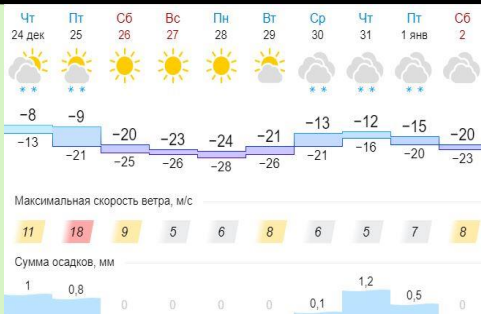 Чт Пт Сб Вс Пн Вт Ср Чт Пт Сб
24 дек 25 26 27 28 29 30 31 1 янв 2
−8 −9 −20 −23 −24 −21 −13 −12 −15 −20
−13 −21 −25 −26 −28 −26 −21 −16 −20 −23
Максимальная скорость ветра, м/с
11 18 9 5 6 8 6 5 7 8
Сумма осадков, мм
1 0,8 0 0 0 0 0,1 1,2 0,5 0